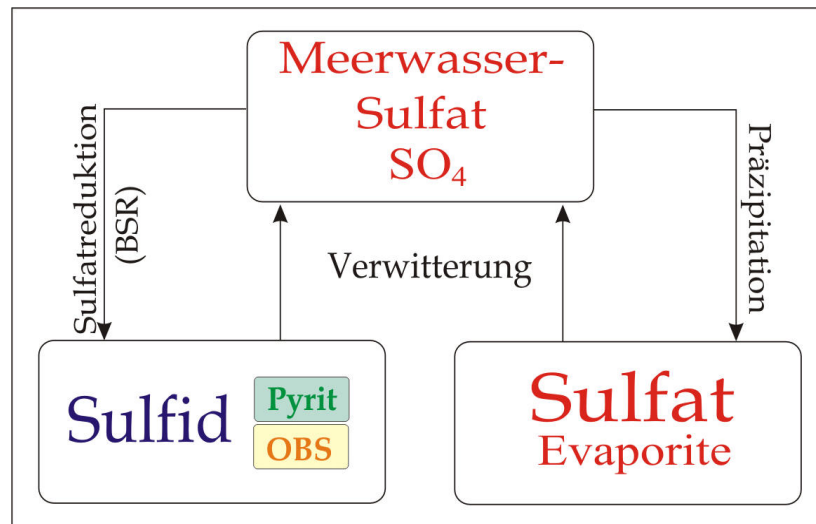 Meerwasser-
Sulfat
SO₄
Sulfatreduktion
(BSR)
Präzipitation
Verwitterung
Sulfid
Pyrit
OBS
Sulfat
Evaporite